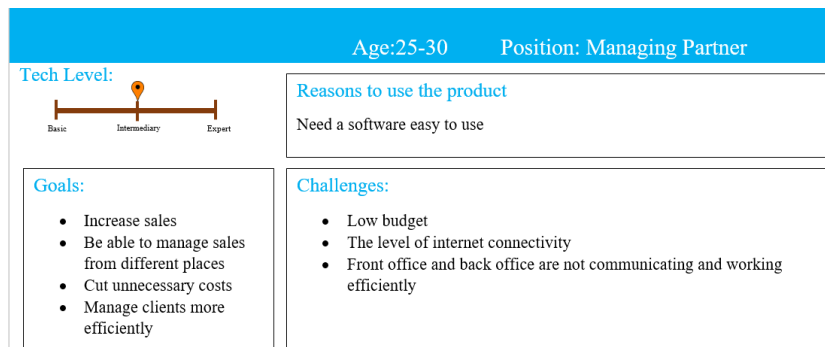 Age:25-30 Position: Managing Partner
Tech Level:
Basic Intermediary Expert
Reasons to use the product
Need a software easy to use
Goals:
• Increase sales
• Be able to manage sales
from different places
• Cut unnecessary costs
• Manage clients more
efficiently
Challenges:
• Low budget
• The level of internet connectivity
• Front office and back office are not communicating and working
efficiently